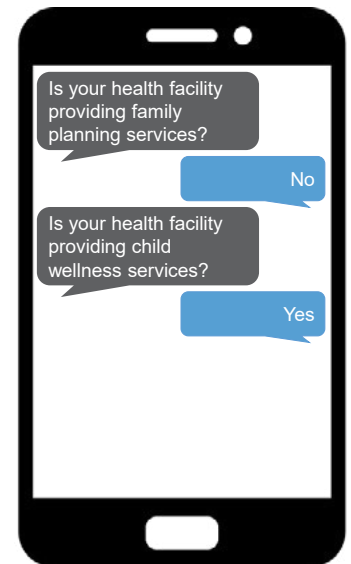 Is your health facility
providing family
planning services?
No
Is your health facility
providing child
wellness services?
Yes